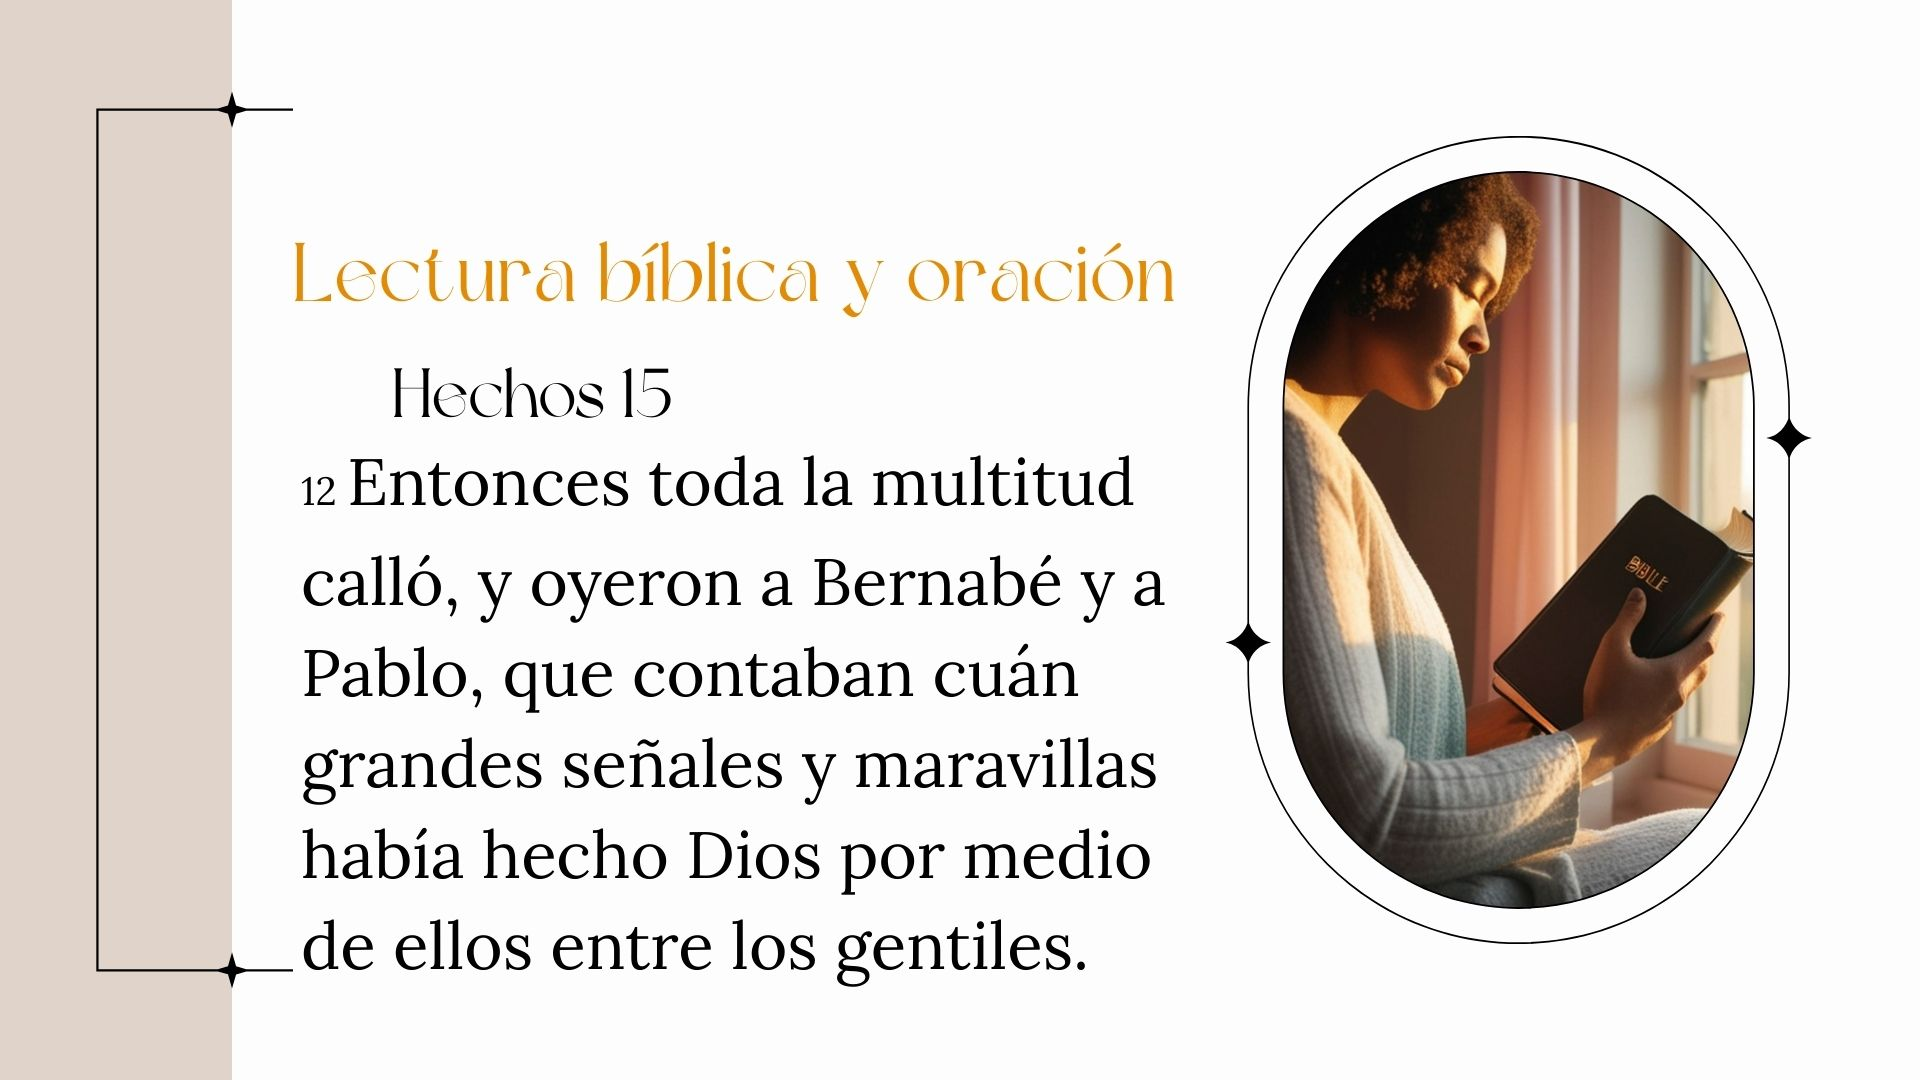 Lectura bíblica y oración
Hechos 15
12 Entonces toda la multitud
calló, y oyeron a Bernabé y a
Pablo, que contaban cuán
grandes señales y maravillas
había hecho Dios por medio
de ellos entre los gentiles.
BIBLE